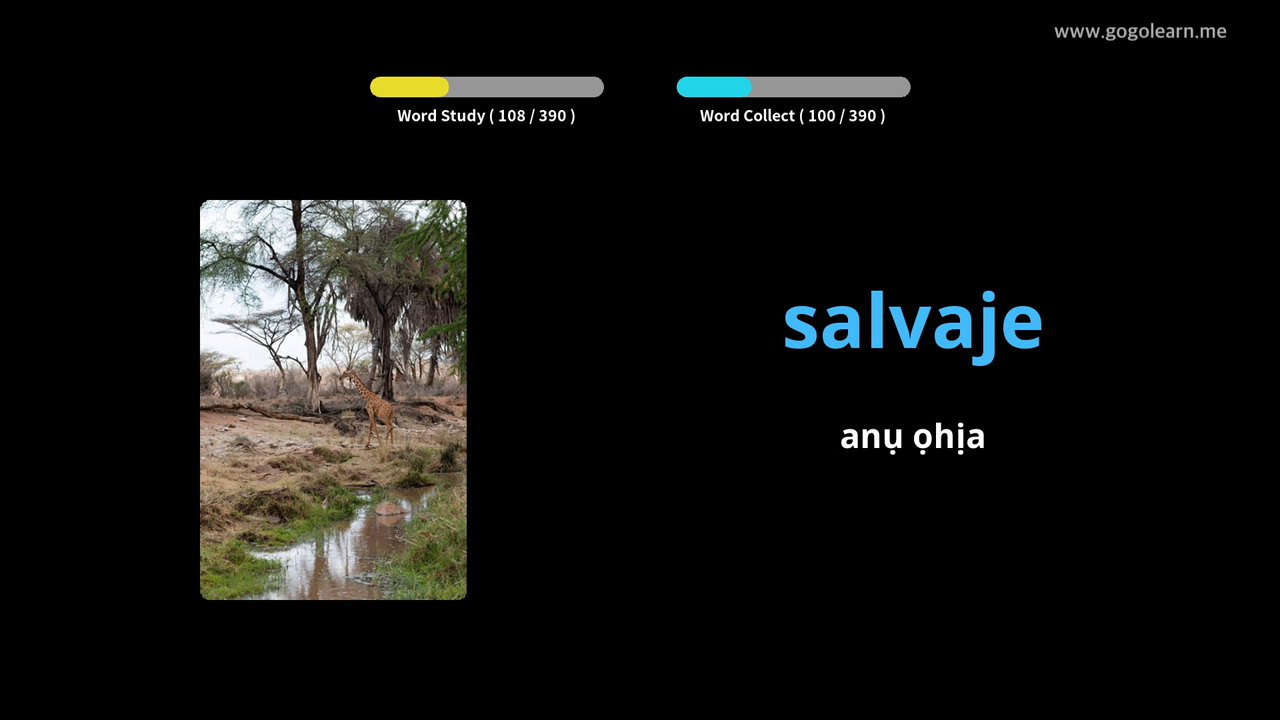 www.gogolearn.me
Word Study ( 108 / 390 )
Word Collect ( 100 / 390 )
salvaje
anụ ọhịa